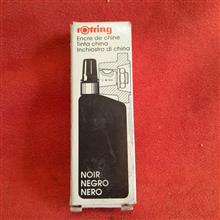 rotring
Encre de chine
Tinta china
Inchiostro di china
NOIR
NEGRO
NERO